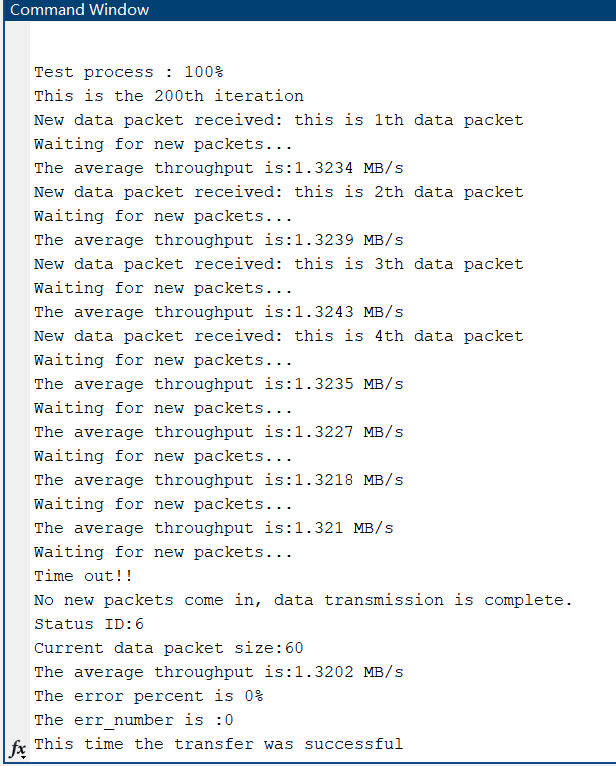 Command Window
Test process : 100%
This is the 200th iteration
New data packet received: this is 1th data packet
Waiting for new packets...
The average throughput is:1.3234 MB/s
New data packet received: this is 2th data packet
Waiting for new packets...
The average throughput is:1.3239 MB/s
New data packet received: this is 3th data packet
Waiting for new packets...
The average throughput is:1.3243 MB/s
New data packet received: this is 4th data packet
Waiting for new packets...
The average throughput is:1.3235 MB/s
Waiting for new packets...
The average throughput is:1.3227 MB/s
Waiting for new packets...
The average throughput is:1.3218 MB/s
Waiting for new packets...
The average throughput is:1.321 MB/s
Waiting for new packets...
Time out!!
No new packets come in, data transmission is complete.
Status ID:6
Current data packet size:60
The average throughput is:1.3202 MB/s
The error percent is 0%
The err_number is :0
fx This time the transfer was successful